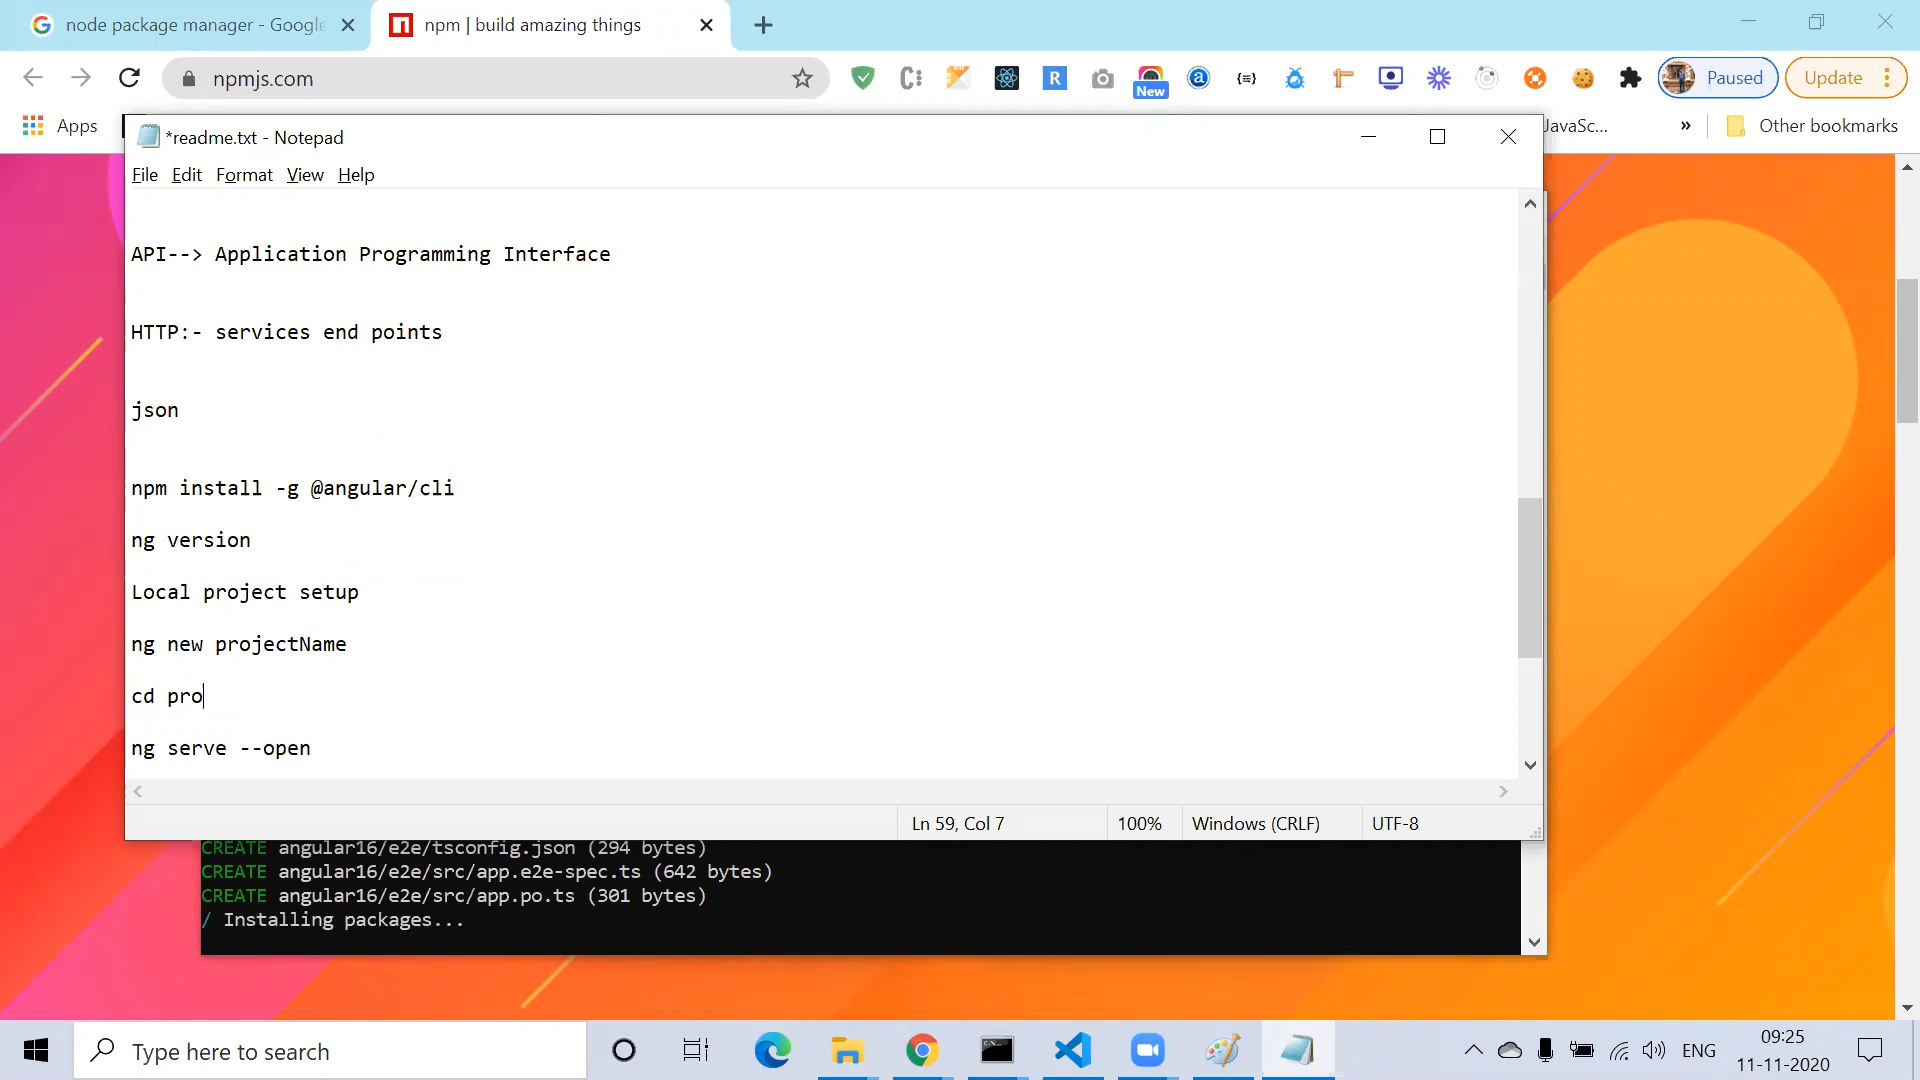 node package manager - Google
npm | build amazing things
npmjs.com
New
Paused
Update
Apps
JavaSc...
»
Other bookmarks
*readme.txt - Notepad
File Edit Format View Help
API--> Application Programming Interface
HTTP:- services end points
json
npm install -g @angular/cli
ng version
Local project setup
ng new projectName
cd pro
ng serve --open
Ln 59, Col 7
100%
Windows (CRLF)
UTF-8
CREATE angular16/e2e/tsconfig.json (294 bytes)
CREATE angular16/e2e/src/app.e2e-spec.ts (642 bytes)
CREATE angular16/e2e/src/app.po.ts (301 bytes)
/ Installing packages...
Type here to search
ENG
09:25
11-11-2020